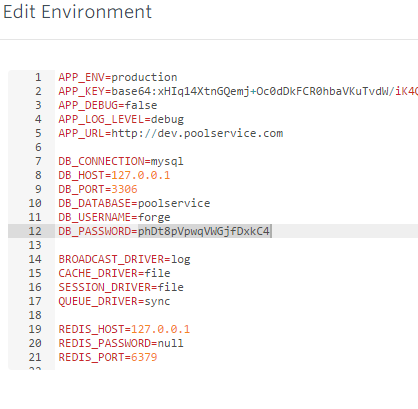 Edit Environment
1 APP_ENV=production
2 APP_KEY=base64:xHIq14XtnGQemj+Oc0dDkFCR0hbaVKuTvdW/iK4C
3 APP_DEBUG=false
4 APP_LOG_LEVEL=debug
5 APP_URL=http://dev.poolservice.com
6
7 DB_CONNECTION=mysql
8 DB_HOST=127.0.0.1
9 DB_PORT=3306
10 DB_DATABASE=poolservice
11 DB_USERNAME=forge
12 DB_PASSWORD=phDt8pVpwqVWGjfDxkC4
13
14 BROADCAST_DRIVER=log
15 CACHE_DRIVER=file
16 SESSION_DRIVER=file
17 QUEUE_DRIVER=sync
18
19 REDIS_HOST=127.0.0.1
20 REDIS_PASSWORD=null
21 REDIS_PORT=6379